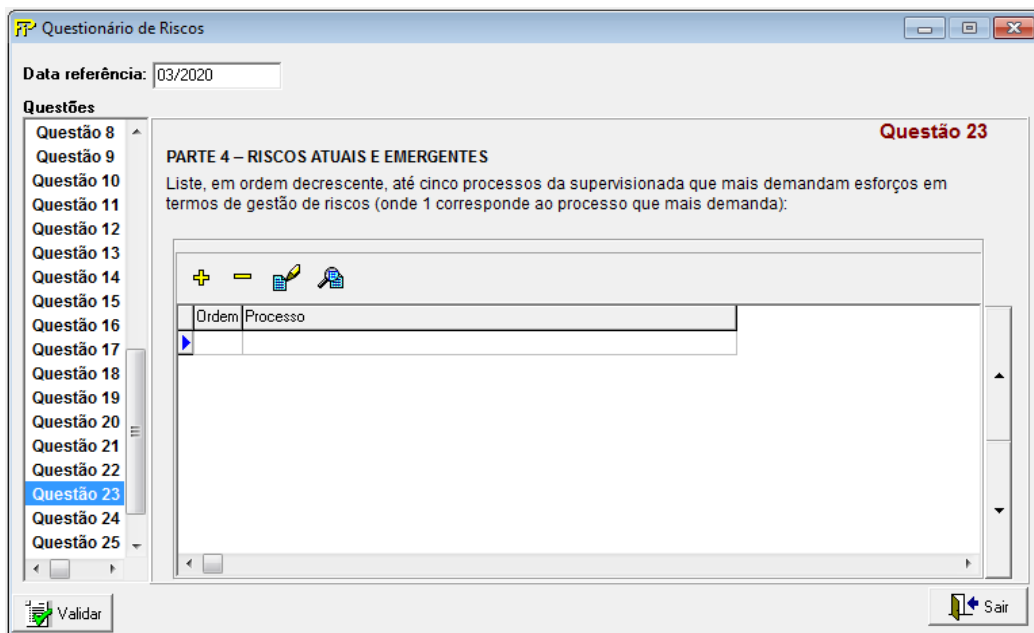 FIP Questionário de Riscos
Data referência: 03/2020
Questões
Questão 8
Questão 9
Questão 10
Questão 11
Questão 12
Questão 13
Questão 14
Questão 15
Questão 16
Questão 17
Questão 18
Questão 19
Questão 20
Questão 21
Questão 22
Questão 23
Questão 24
Questão 25
Questão 23
PARTE 4 – RISCOS ATUAIS E EMERGENTES
Liste, em ordem decrescente, até cinco processos da supervisionada que mais demandam esforços em
termos de gestão de riscos (onde 1 corresponde ao processo que mais demanda):
Ordem Processo
Validar
Sair